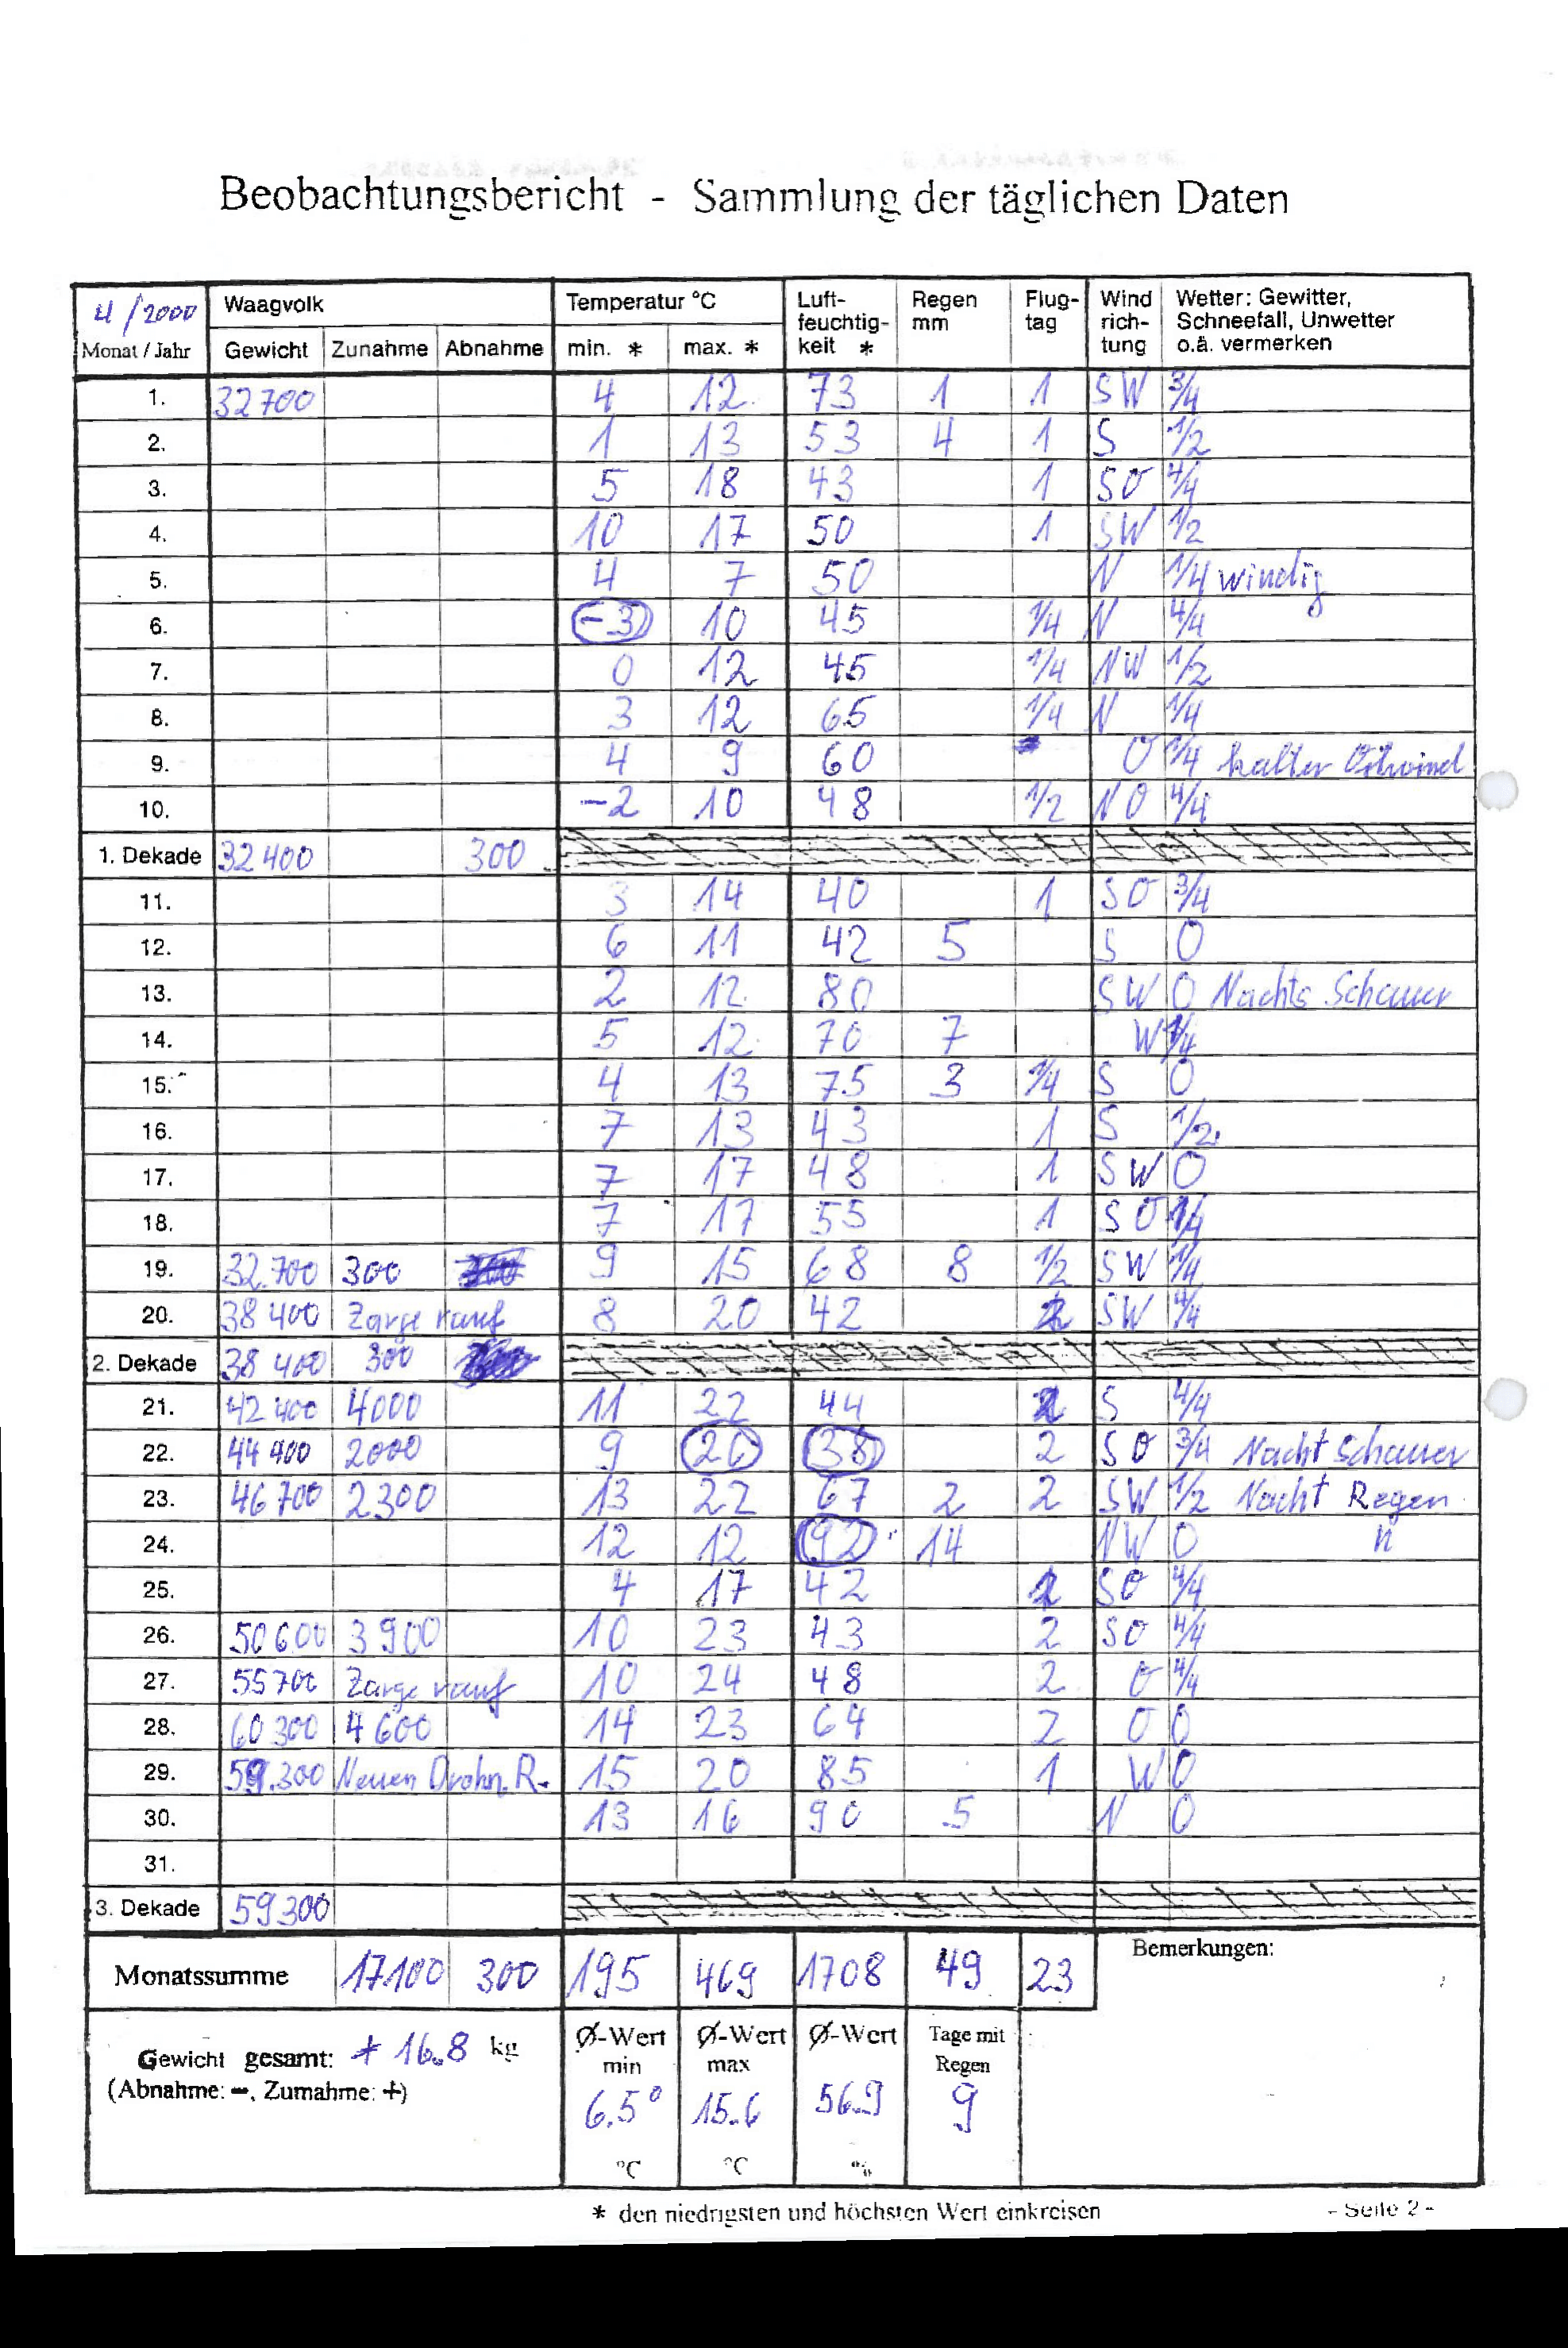 Beobachtungsbericht - Sammlung der täglichen Daten
4/2000 Waagvolk Temperatur °C Luft- Regen Flug- Wind Wetter: Gewitter,
feuchtig- mm tag rich- Schneefall, Unwetter
Monat / Jahr Gewicht Zunahme Abnahme min. * max. * keit * tung o.ä. vermerken
1. 32700 4 12. 73 1 1 SW 3/4
2. 1 13 53 4 1 S 1/2
3. 5 18 43 1 SO 4/4
4. 10 17 50 1 SW 1/2
5. 4 7 50 N 1/4 windig
6. -3 10 45 1/4 N 4/4
7. 0 12 45 1/4 NW 1/2
8. 3 12 65 1/4 N 1/4
9. 4 9 60 O 1/4 kalter Ostwind
10. -2 10 48 1/2 NO 4/4
1. Dekade 32400 300
11. 3 14 40 1 SO 3/4
12. 6 11 42 5 S 0
13. 2 12. 80 SW 0 Nachts Schauer
14. 5 12. 70 7 W 1/4
15. 4 13 75 3 1/4 S 0
16. 7 13 43 1 S 1/2.
17. 7 17 48 1 SW 0
18. 7 17 55 1 SO 1/4
19. 32.700 300 9 15 68 8 1/2 SW 1/4
20. 38400 Zarge rauf 8 20 42 2 SW 4/4
2. Dekade 38400 300
21. 42400 4000 11 22 44 2 S 4/4
22. 44400 2000 9 26 38 2 SO 3/4 Nacht Schauer
23. 46700 2300 13 22 67 2 2 SW 1/2 Nacht Regen
24. 12 12 92 14 NW 0 "
25. 4 17 42 2 SO 4/4
26. 50600 3900 10 23 43 2 SO 4/4
27. 55700 Zarge rauf 10 24 48 2 O 4/4
28. 60300 4600 14 23 64 2 O 0
29. 59.300 Neuen Drohn.R. 15 20 85 1 W 0
30. 13 16 90 5 N 0
31.
3. Dekade 59300
Monatssumme 17100 300 195 469 1708 49 23 Bemerkungen:
Gewicht gesamt: + 16.8 kg Ø-Wert Ø-Wert Ø-Wert Tage mit
(Abnahme: -, Zumahme: +) min max Regen
6.5° 15.6 56.9 9
°C °C %
* den niedrigsten und höchsten Wert einkreisen - Seite 2 -